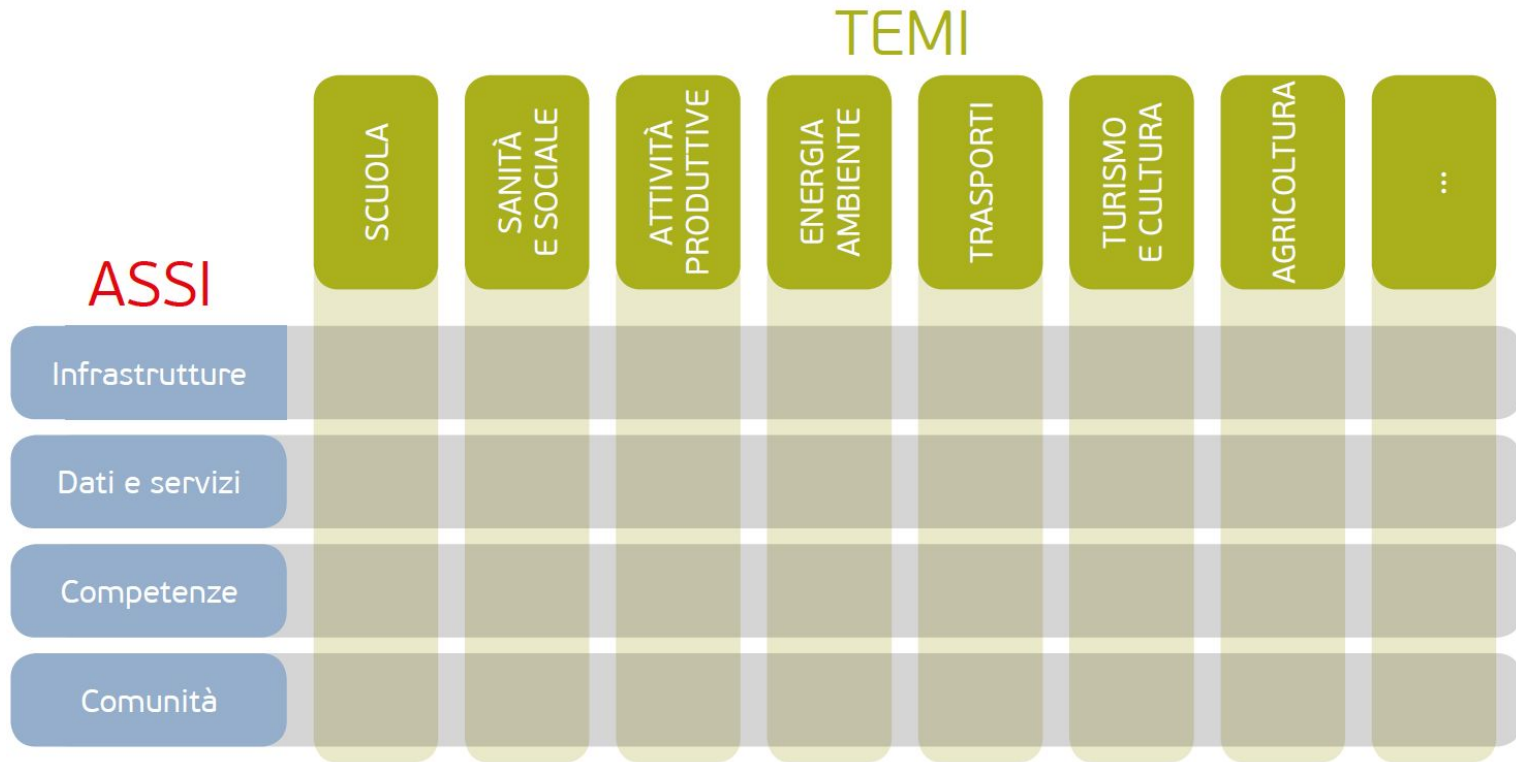 TEMI
SCUOLA
SANITÀ
E SOCIALE
ATTIVITÀ
PRODUTTIVE
ENERGIA
AMBIENTE
TRASPORTI
TURISMO
E CULTURA
AGRICOLTURA
...
ASSI
Infrastrutture
Dati e servizi
Competenze
Comunità